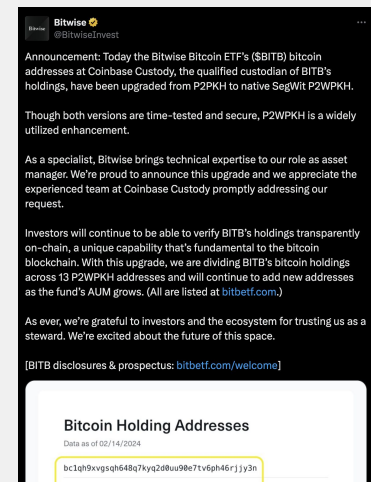 Bitwise
Bitwise
@BitwiseInvest
Announcement: Today the Bitwise Bitcoin ETF's ($BITB) bitcoin
addresses at Coinbase Custody, the qualified custodian of BITB's
holdings, have been upgraded from P2PKH to native SegWit P2WPKH.
Though both versions are time-tested and secure, P2WPKH is a widely
utilized enhancement.
As a specialist, Bitwise brings technical expertise to our role as asset
manager. We're proud to announce this upgrade and we appreciate the
experienced team at Coinbase Custody promptly addressing our
request.
Investors will continue to be able to verify BITB's holdings transparently
on-chain, a unique capability that's fundamental to the bitcoin
blockchain. With this upgrade, we are dividing BITB's bitcoin holdings
across 13 P2WPKH addresses and will continue to add new addresses
as the fund's AUM grows. (All are listed at bitbetf.com.)
As ever, we're grateful to investors and the ecosystem for trusting us as a
steward. We're excited about the future of this space.
[BITB disclosures & prospectus: bitbetf.com/welcome]
Bitcoin Holding Addresses
Data as of 02/14/2024
bc1qh9xvgsqh648q7kyq2d0uu90e7tv6ph46rjjy3n